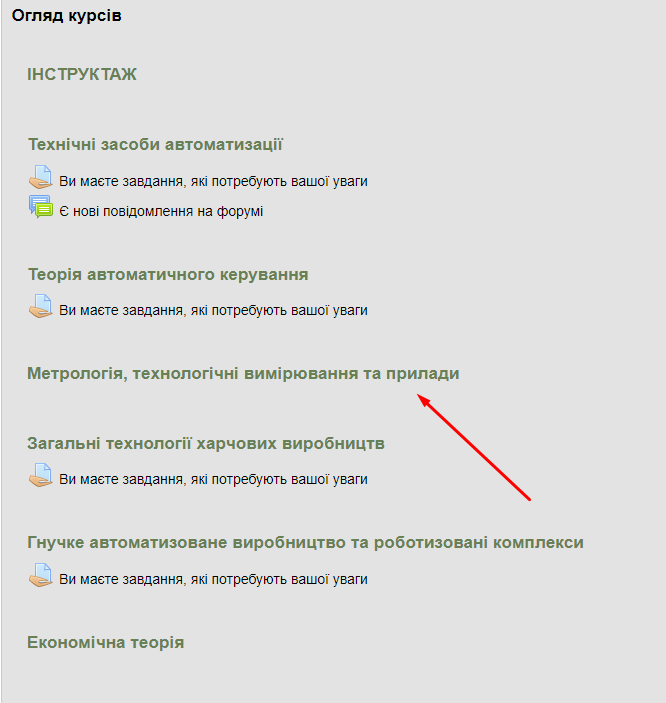 Огляд курсів
ІНСТРУКТАЖ
Технічні засоби автоматизації
Ви маєте завдання, які потребують вашої уваги
Є нові повідомлення на форумі
Теорія автоматичного керування
Ви маєте завдання, які потребують вашої уваги
Метрологія, технологічні вимірювання та прилади
Загальні технології харчових виробництв
Ви маєте завдання, які потребують вашої уваги
Гнучке автоматизоване виробництво та роботизовані комплекси
Ви маєте завдання, які потребують вашої уваги
Економічна теорія